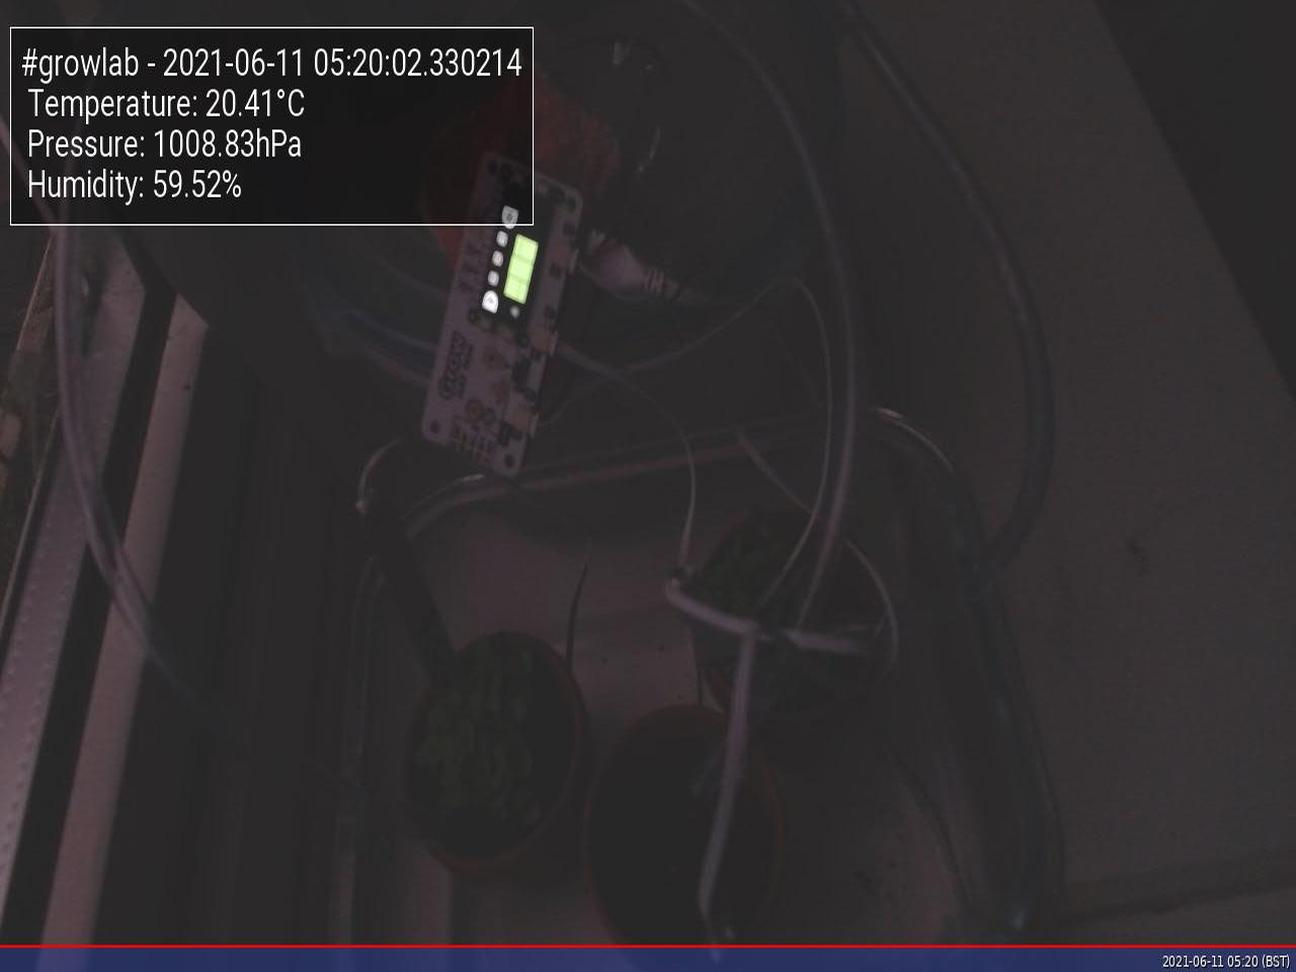 #growlab - 2021-06-11 05:20:02.330214
Temperature: 20.41°C
Pressure: 1008.83hPa
Humidity: 59.52%
2021-06-11 05:20 (BST)